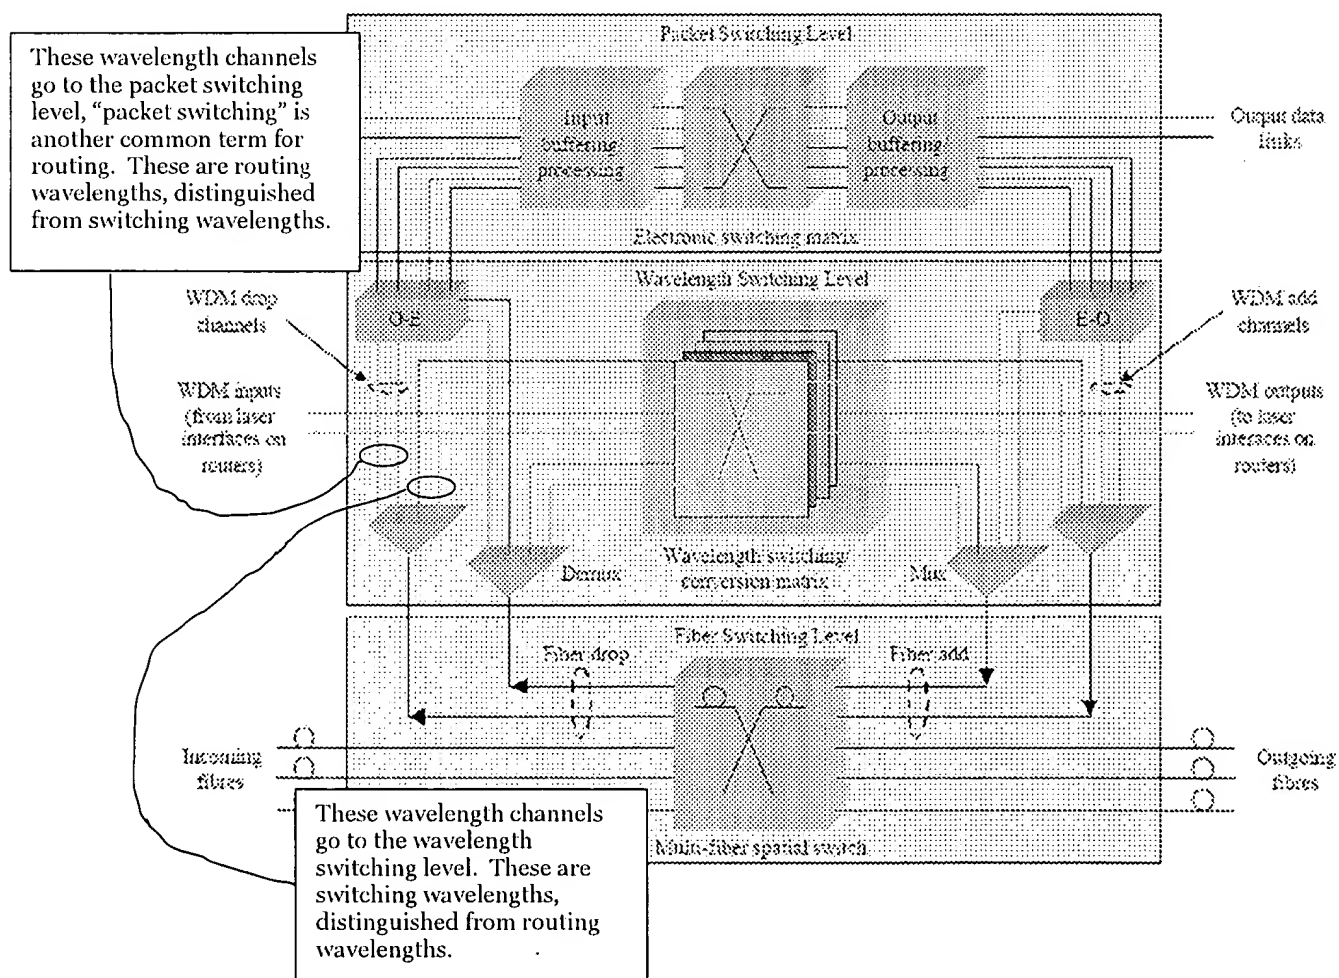 Packet Switching Level
These wavelength channels
go to the packet switching
level, “packet switching” is
another common term for
routing. These are routing
wavelengths, distinguished
from switching wavelengths.
Input
buffering
processing
Output
buffering
processing
Output data
links
Electronic switching matrix
Wavelength Switching Level
WDM drop
channels
O-E
E-O
WDM add
channels
WDM inputs
(from laser
interfaces on
routers)
WDM outputs
(to laser
interaces on
routers)
Demux
Wavelength switching/
conversion matrix
Mux
Fiber Switching Level
Fiber drop
Fiber add
Incoming
fibres
Outgoing
fibres
Multi-fiber spatial switch
These wavelength channels
go to the wavelength
switching level. These are
switching wavelengths,
distinguished from routing
wavelengths.